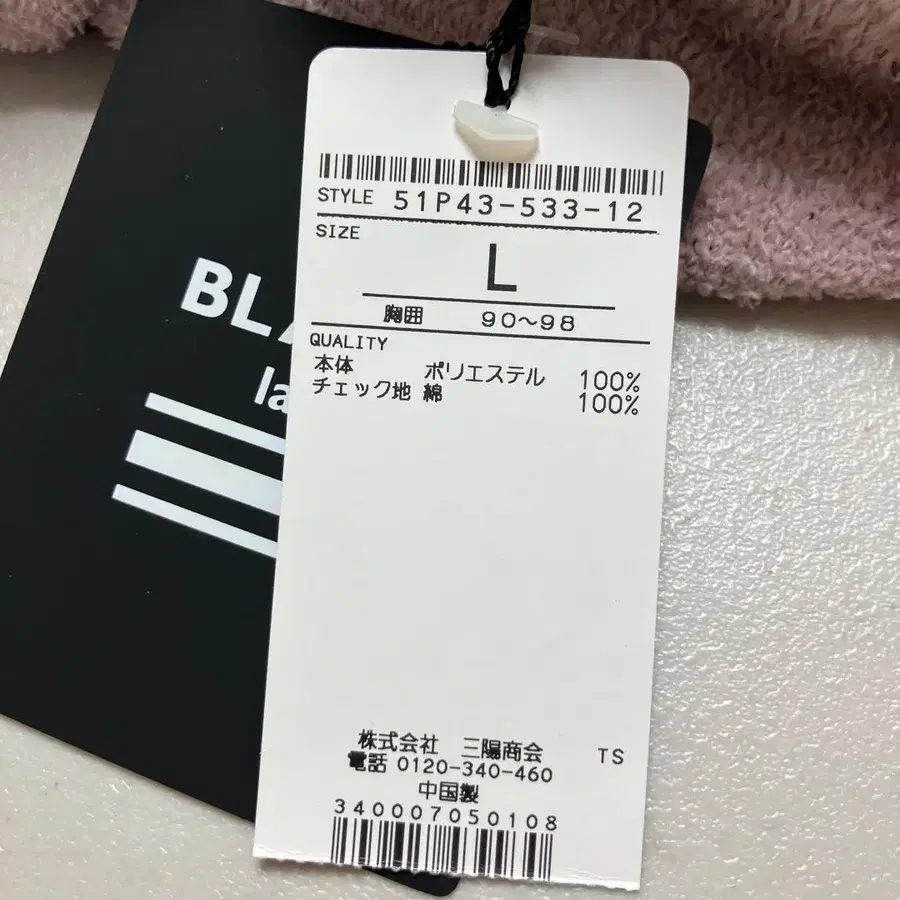 STYLE 51P43-533-12
SIZE
L
胸囲 90〜98
QUALITY
本体 ポリエステル 100%
チェック地 綿 100%
株式会社 三陽商会 TS
電話 0120-340-460
中国製
340007050108
BLA
la